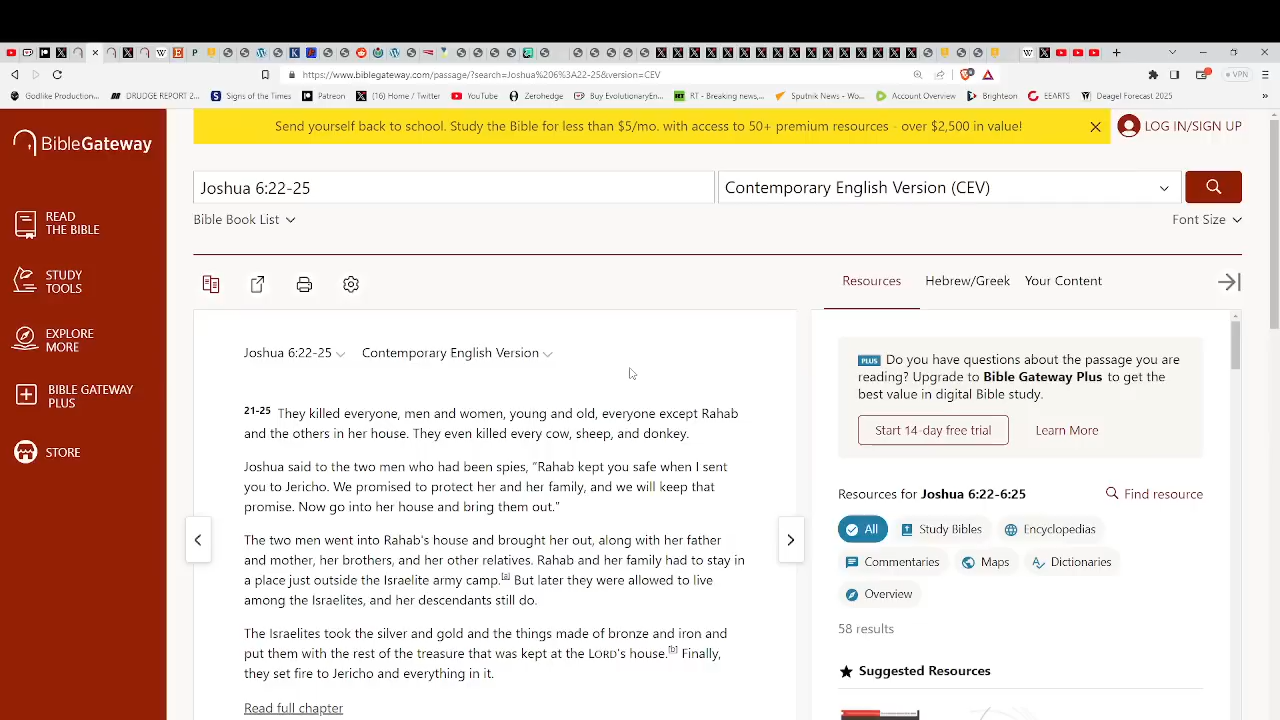 https://www.biblegateway.com/passage/?search=Joshua%206%3A22-25&version=CEV
VPN
Godlike Production...
DRUDGE REPORT 2...
Signs of the Times
Patreon
(16) Home / Twitter
YouTube
Zerohedge
Buy EvolutionaryEn...
RT - Breaking news,...
Sputnik News - Wo...
Account Overview
Brighteon
EEARTS
Deagel Forecast 2025
Send yourself back to school. Study the Bible for less than $5/mo. with access to 50+ premium resources - over $2,500 in value!
LOG IN/SIGN UP
BibleGateway
READ
THE BIBLE
STUDY
TOOLS
EXPLORE
MORE
BIBLE GATEWAY
PLUS
STORE
Joshua 6:22-25
Contemporary English Version (CEV)
Bible Book List
Font Size
Resources
Hebrew/Greek
Your Content
Joshua 6:22-25
Contemporary English Version
21-25 They killed everyone, men and women, young and old, everyone except Rahab
and the others in her house. They even killed every cow, sheep, and donkey.
Joshua said to the two men who had been spies, “Rahab kept you safe when I sent
you to Jericho. We promised to protect her and her family, and we will keep that
promise. Now go into her house and bring them out.”
The two men went into Rahab's house and brought her out, along with her father
and mother, her brothers, and her other relatives. Rahab and her family had to stay in
a place just outside the Israelite army camp.[a] But later they were allowed to live
among the Israelites, and her descendants still do.
The Israelites took the silver and gold and the things made of bronze and iron and
put them with the rest of the treasure that was kept at the LORD's house.[b] Finally,
they set fire to Jericho and everything in it.
Read full chapter
PLUS Do you have questions about the passage you are
reading? Upgrade to Bible Gateway Plus to get the
best value in digital Bible study.
Start 14-day free trial
Learn More
Resources for Joshua 6:22-6:25
Find resource
All
Study Bibles
Encyclopedias
Commentaries
Maps
Dictionaries
Overview
58 results
Suggested Resources